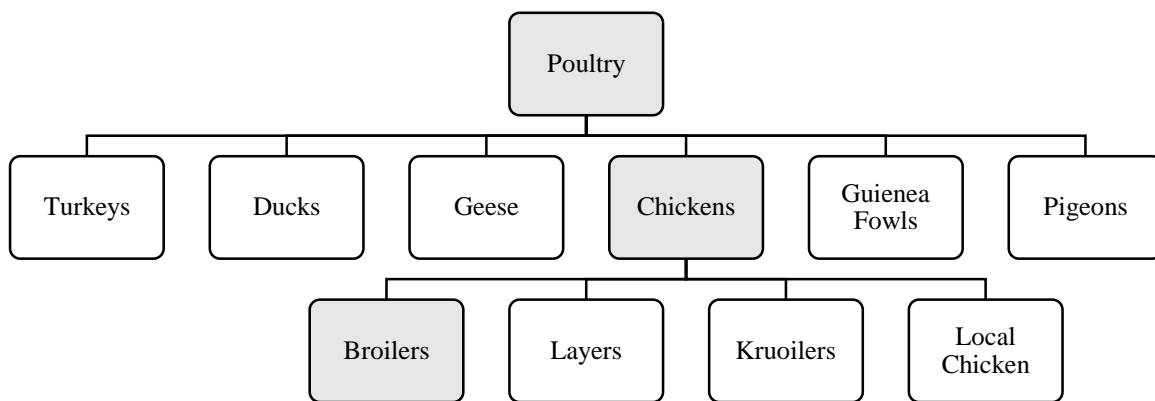 Poultry
Turkeys
Ducks
Geese
Chickens
Guienea
Fowls
Pigeons
Broilers
Layers
Kruoilers
Local
Chicken